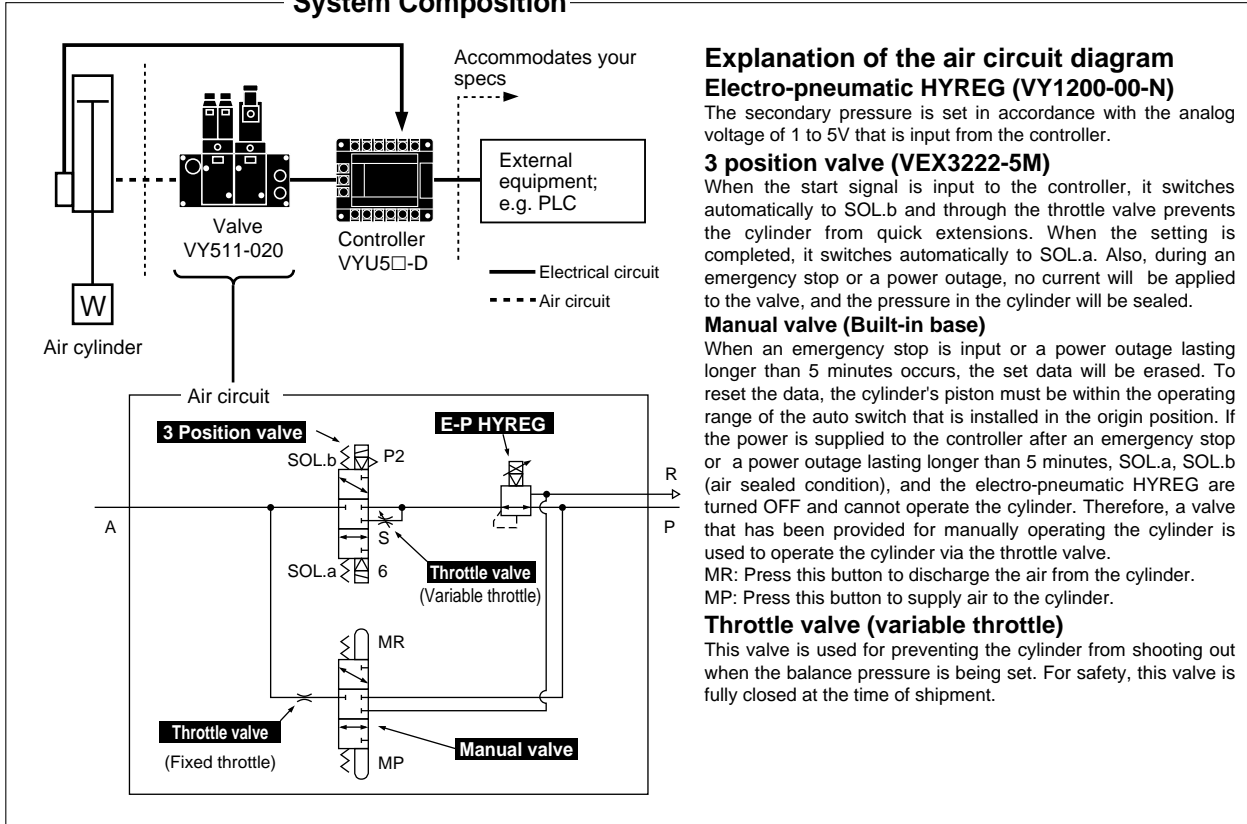 System Composition
Accommodates your
specs
External
equipment;
e.g. PLC
Valve
VY511-020
Controller
VYU5□-D
Electrical circuit
Air circuit
W
Air cylinder
Air circuit
3 Position valve
E-P HYREG
SOL.b
P2
R
A
P
S
SOL.a
6
Throttle valve
(Variable throttle)
MR
Throttle valve
(Fixed throttle)
Manual valve
MP
Explanation of the air circuit diagram
Electro-pneumatic HYREG (VY1200-00-N)
The secondary pressure is set in accordance with the analog
voltage of 1 to 5V that is input from the controller.
3 position valve (VEX3222-5M)
When the start signal is input to the controller, it switches
automatically to SOL.b and through the throttle valve prevents
the cylinder from quick extensions. When the setting is
completed, it switches automatically to SOL.a. Also, during an
emergency stop or a power outage, no current will be applied
to the valve, and the pressure in the cylinder will be sealed.
Manual valve (Built-in base)
When an emergency stop is input or a power outage lasting
longer than 5 minutes occurs, the set data will be erased. To
reset the data, the cylinder's piston must be within the operating
range of the auto switch that is installed in the origin position. If
the power is supplied to the controller after an emergency stop
or a power outage lasting longer than 5 minutes, SOL.a, SOL.b
(air sealed condition), and the electro-pneumatic HYREG are
turned OFF and cannot operate the cylinder. Therefore, a valve
that has been provided for manually operating the cylinder is
used to operate the cylinder via the throttle valve.
MR: Press this button to discharge the air from the cylinder.
MP: Press this button to supply air to the cylinder.
Throttle valve (variable throttle)
This valve is used for preventing the cylinder from shooting out
when the balance pressure is being set. For safety, this valve is
fully closed at the time of shipment.